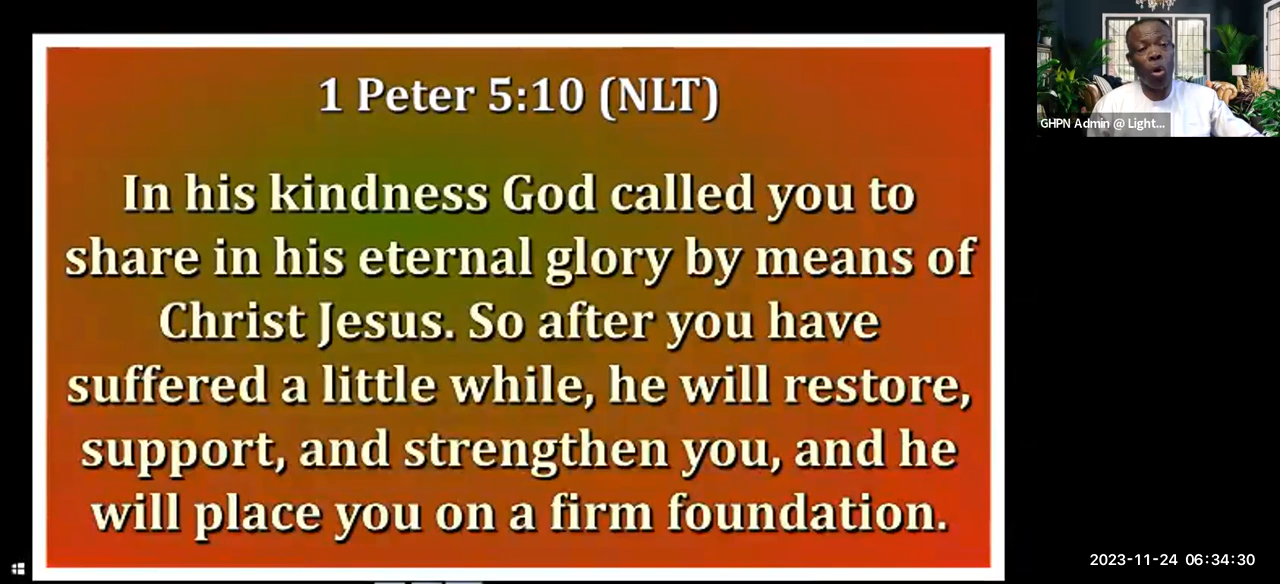 1 Peter 5:10 (NLT)
In his kindness God called you to
share in his eternal glory by means of
Christ Jesus. So after you have
suffered a little while, he will restore,
support, and strengthen you, and he
will place you on a firm foundation.
GHPN Admin @ Light...
2023-11-24 06:34:30